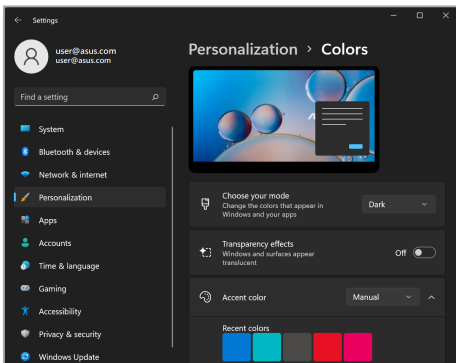 Settings
user@asus.com
user@asus.com
Find a setting
System
Bluetooth & devices
Network & internet
Personalization
Apps
Accounts
Time & language
Gaming
Accessibility
Privacy & security
Windows Update
Personalization > Colors
Choose your mode
Change the colors that appear in
Windows and your apps
Dark
Transparency effects
Windows and surfaces appear
translucent
Off
Accent color
Manual
Recent colors